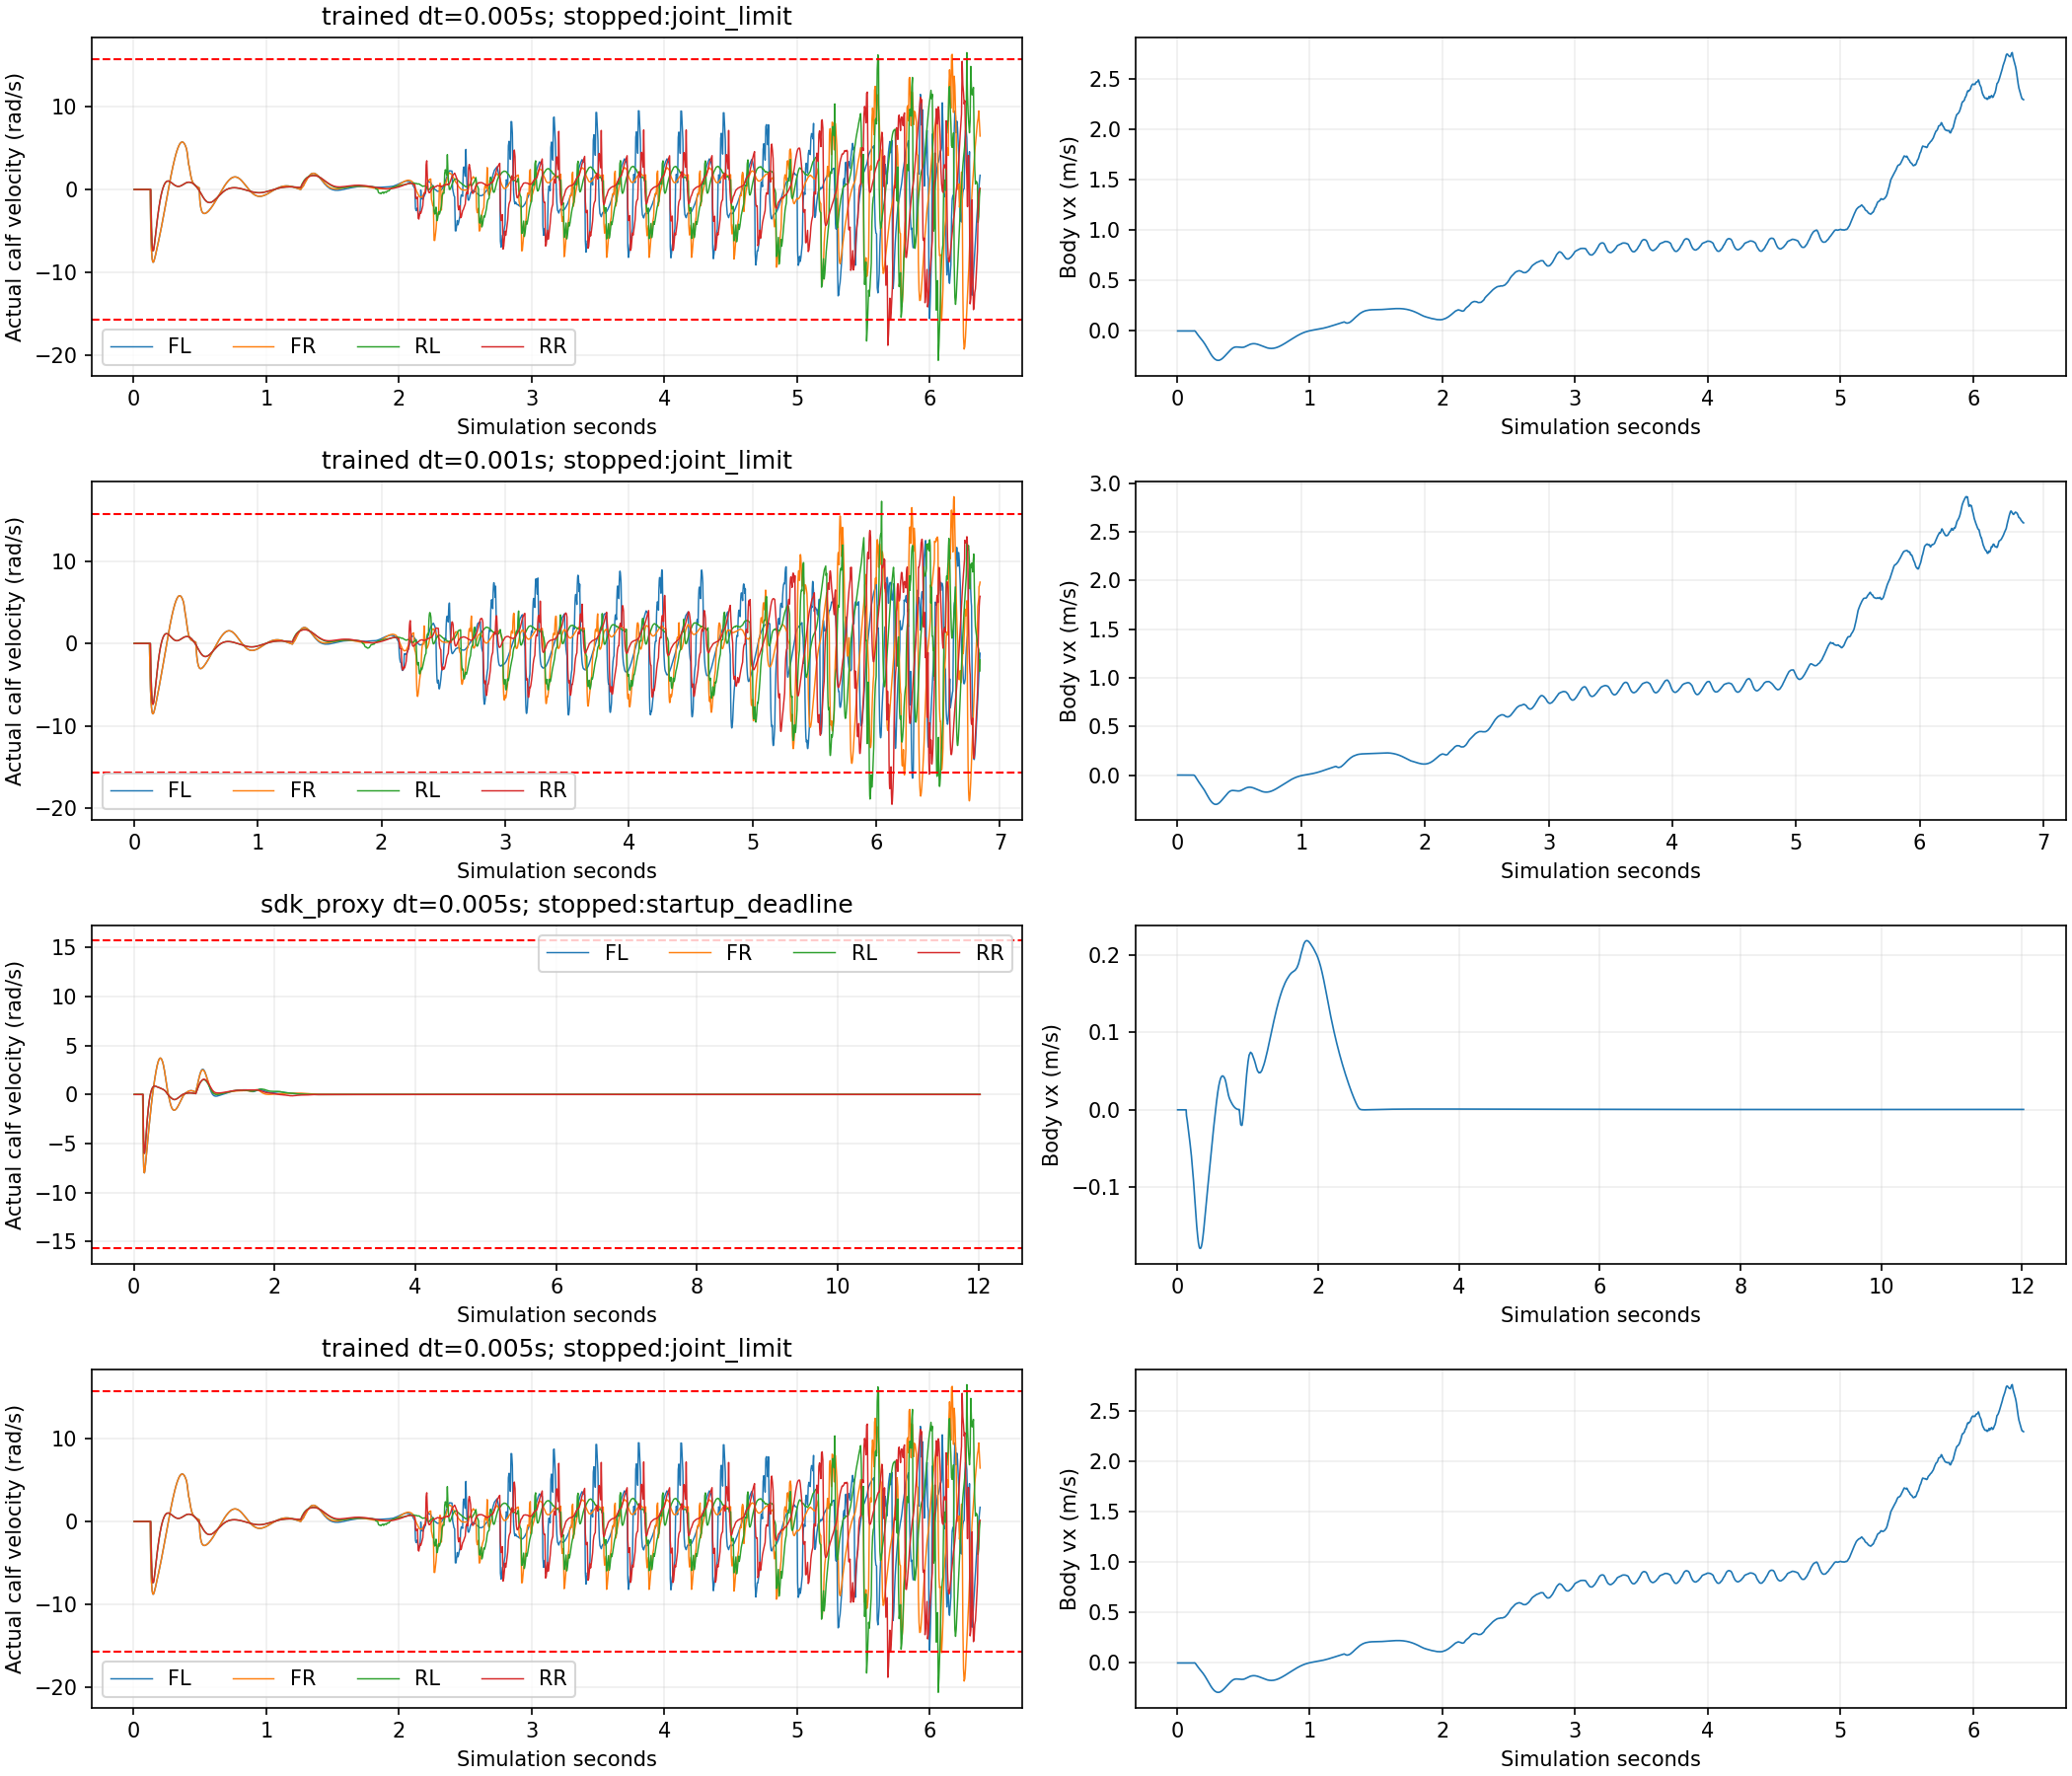 trained dt=0.005s; stopped:joint_limit
Actual calf velocity (rad/s)
10
0
−10
−20
FL FR RL RR
0 1 2 3 4 5 6
Simulation seconds
Body vx (m/s)
2.5
2.0
1.5
1.0
0.5
0.0
0 1 2 3 4 5 6
Simulation seconds
trained dt=0.001s; stopped:joint_limit
Actual calf velocity (rad/s)
10
0
−10
−20
FL FR RL RR
0 1 2 3 4 5 6 7
Simulation seconds
Body vx (m/s)
3.0
2.5
2.0
1.5
1.0
0.5
0.0
0 1 2 3 4 5 6 7
Simulation seconds
sdk_proxy dt=0.005s; stopped:startup_deadline
Actual calf velocity (rad/s)
15
10
5
0
−5
−10
−15
FL FR RL RR
0 2 4 6 8 10 12
Simulation seconds
Body vx (m/s)
0.2
0.1
0.0
−0.1
0 2 4 6 8 10 12
Simulation seconds
trained dt=0.005s; stopped:joint_limit
Actual calf velocity (rad/s)
10
0
−10
−20
FL FR RL RR
0 1 2 3 4 5 6
Simulation seconds
Body vx (m/s)
2.5
2.0
1.5
1.0
0.5
0.0
0 1 2 3 4 5 6
Simulation seconds